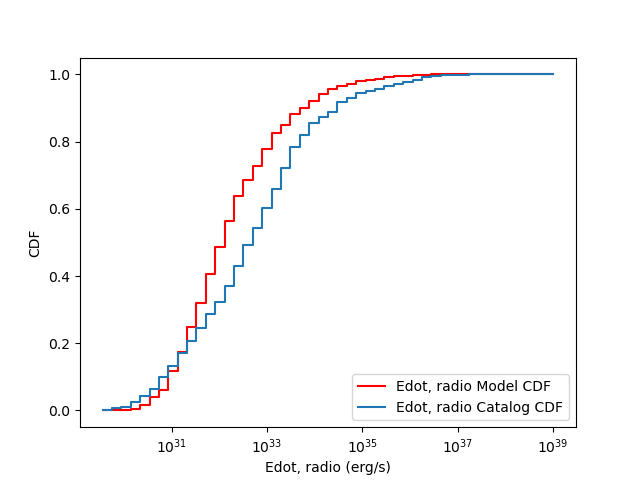 1.0
0.8
0.6
0.4
0.2
0.0
CDF
10^31
10^33
10^35
10^37
10^39
Edot, radio (erg/s)
Edot, radio Model CDF
Edot, radio Catalog CDF